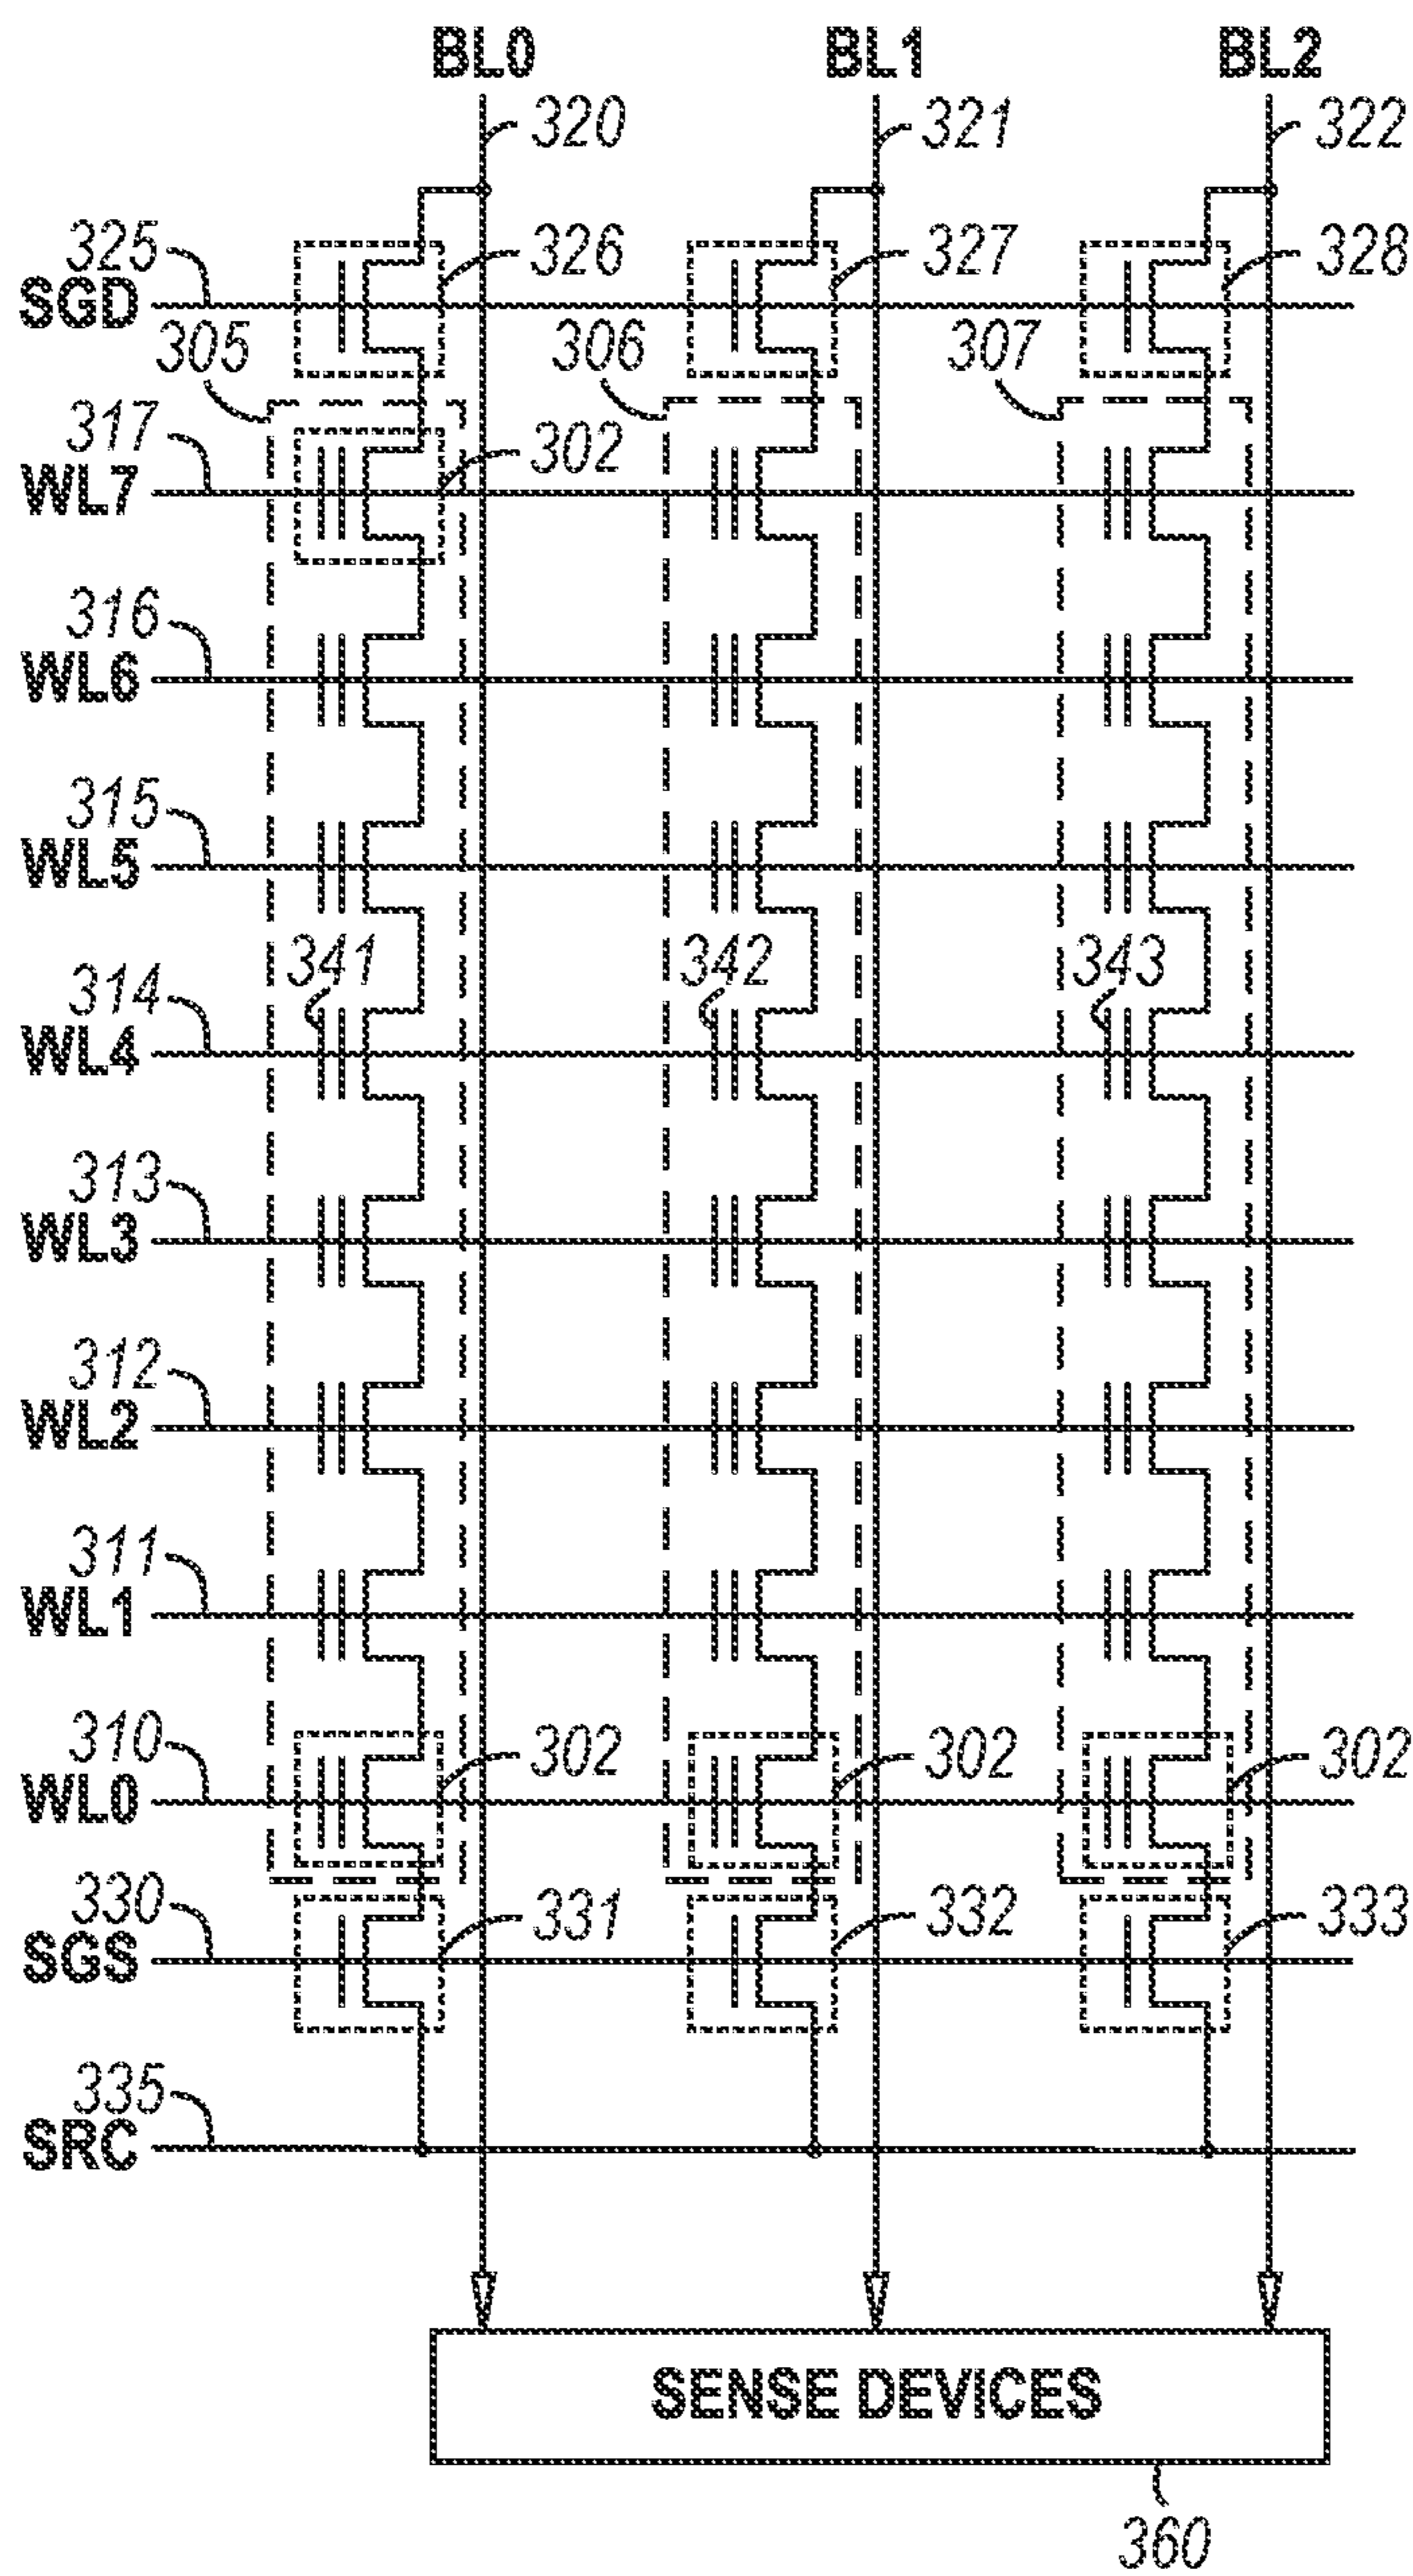 BL0 BL1 BL2
320 321 322
325 326 327 328
SGD
305 306 307
317 302
WL7
316
WL6
315
WL5
341 342 343
314
WL4
313
WL3
312
WL2
311
WL1
310 302 302 302
WL0
330 331 332 333
SGS
335
SRC
SENSE DEVICES
360